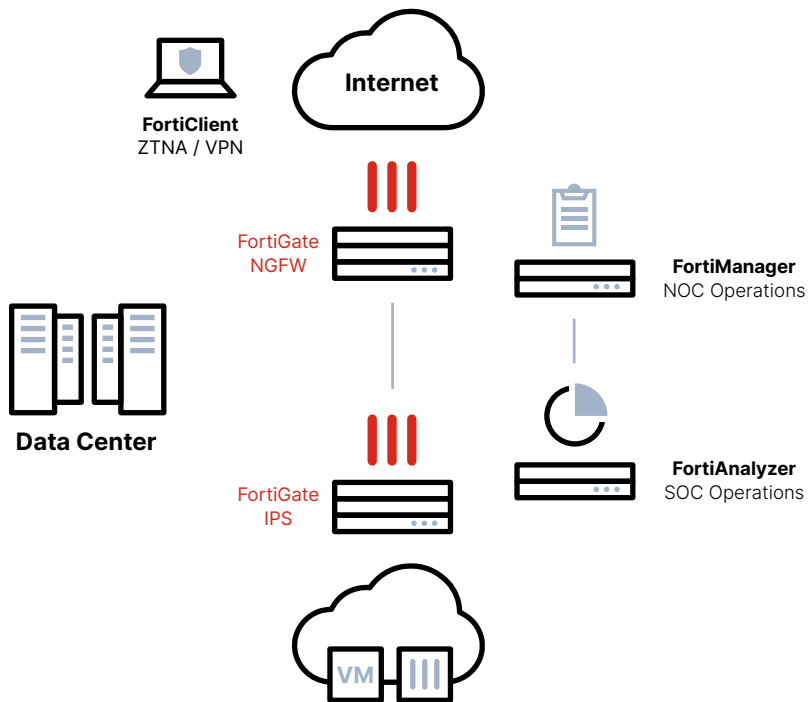 Internet
FortiClient
ZTNA / VPN
FortiGate
NGFW
FortiManager
NOC Operations
Data Center
FortiGate
IPS
FortiAnalyzer
SOC Operations
VM